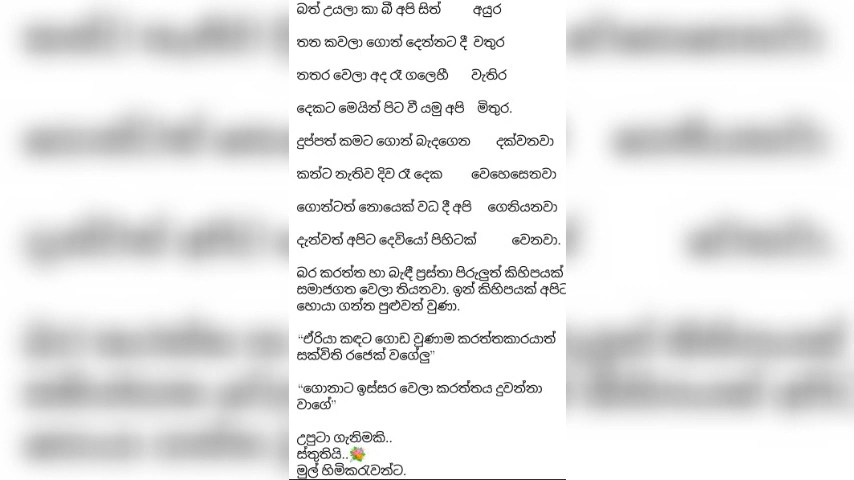 බත් උයලා කා බී අපි සිත් අයුර
තන කවලා ගොන් දෙන්නට දී වතුර
නතර වෙලා අද රෑ ගලෙහී වැතිර
දෙකට මෙයින් පිට වී යමු අපි මිතුර.
දුප්පත් කමට ගොන් බැදගෙන දක්වනවා
කන්ට නැතිව දිව රෑ දෙක වෙහෙසෙනවා
ගොන්ටත් නොයෙක් වධ දී අපි ගෙනියනවා
දැන්වත් අපිට දෙවියෝ පිහිටක් වෙනවා.
බර කරත්ත හා බැඳී ප්‍රස්තා පිරුලුත් කිහිපයක්
සමාජගත වෙලා තියනවා. ඉන් කිහිපයක් අපිට
හොයා ගන්න පුළුවන් වුණා.
“ඒරියා කඳට ගොඩ වුණාම කරත්තකාරයාත්
සක්විති රජෙක් වගේලු”
“ගොනාට ඉස්සර වෙලා කරත්තය දුවන්නා
වාගේ”
උපුටා ගැනීමකි..
ස්තුතියි..💐
මුල් හිමිකරුවන්ට.